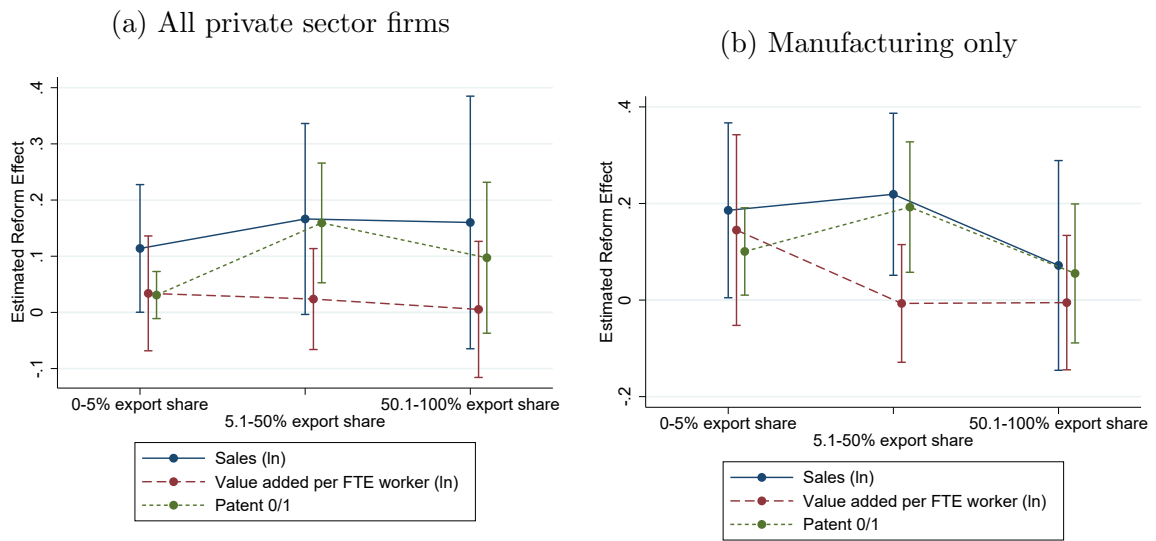 (a) All private sector firms
Estimated Reform Effect
.4
.3
.2
.1
0
-.1
0-5% export share
5.1-50% export share
50.1-100% export share
Sales (ln)
Value added per FTE worker (ln)
Patent 0/1
(b) Manufacturing only
Estimated Reform Effect
.4
.2
0
-.2
0-5% export share
5.1-50% export share
50.1-100% export share
Sales (ln)
Value added per FTE worker (ln)
Patent 0/1